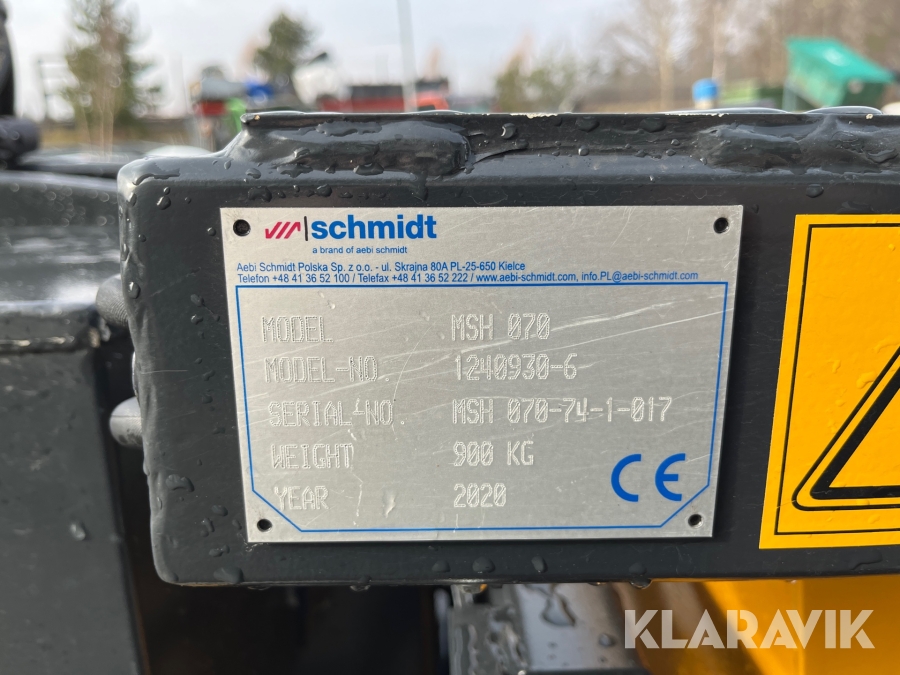 schmidt
a brand of aebi schmidt
Aebi Schmidt Polska Sp. z o.o. - ul. Skrajna 80A PL-25-650 Kielce
Telefon +48 41 36 52 100 / Telefax +48 41 36 52 222 / www.aebi-schmidt.com, info.PL@aebi-schmidt.com
MODEL MSH 070
MODEL-NO. 1240930-6
SERIAL-NO. MSH 070-74-1-017
WEIGHT 900 KG
YEAR 2020
CE
KLARAVIK
KLARAVIK